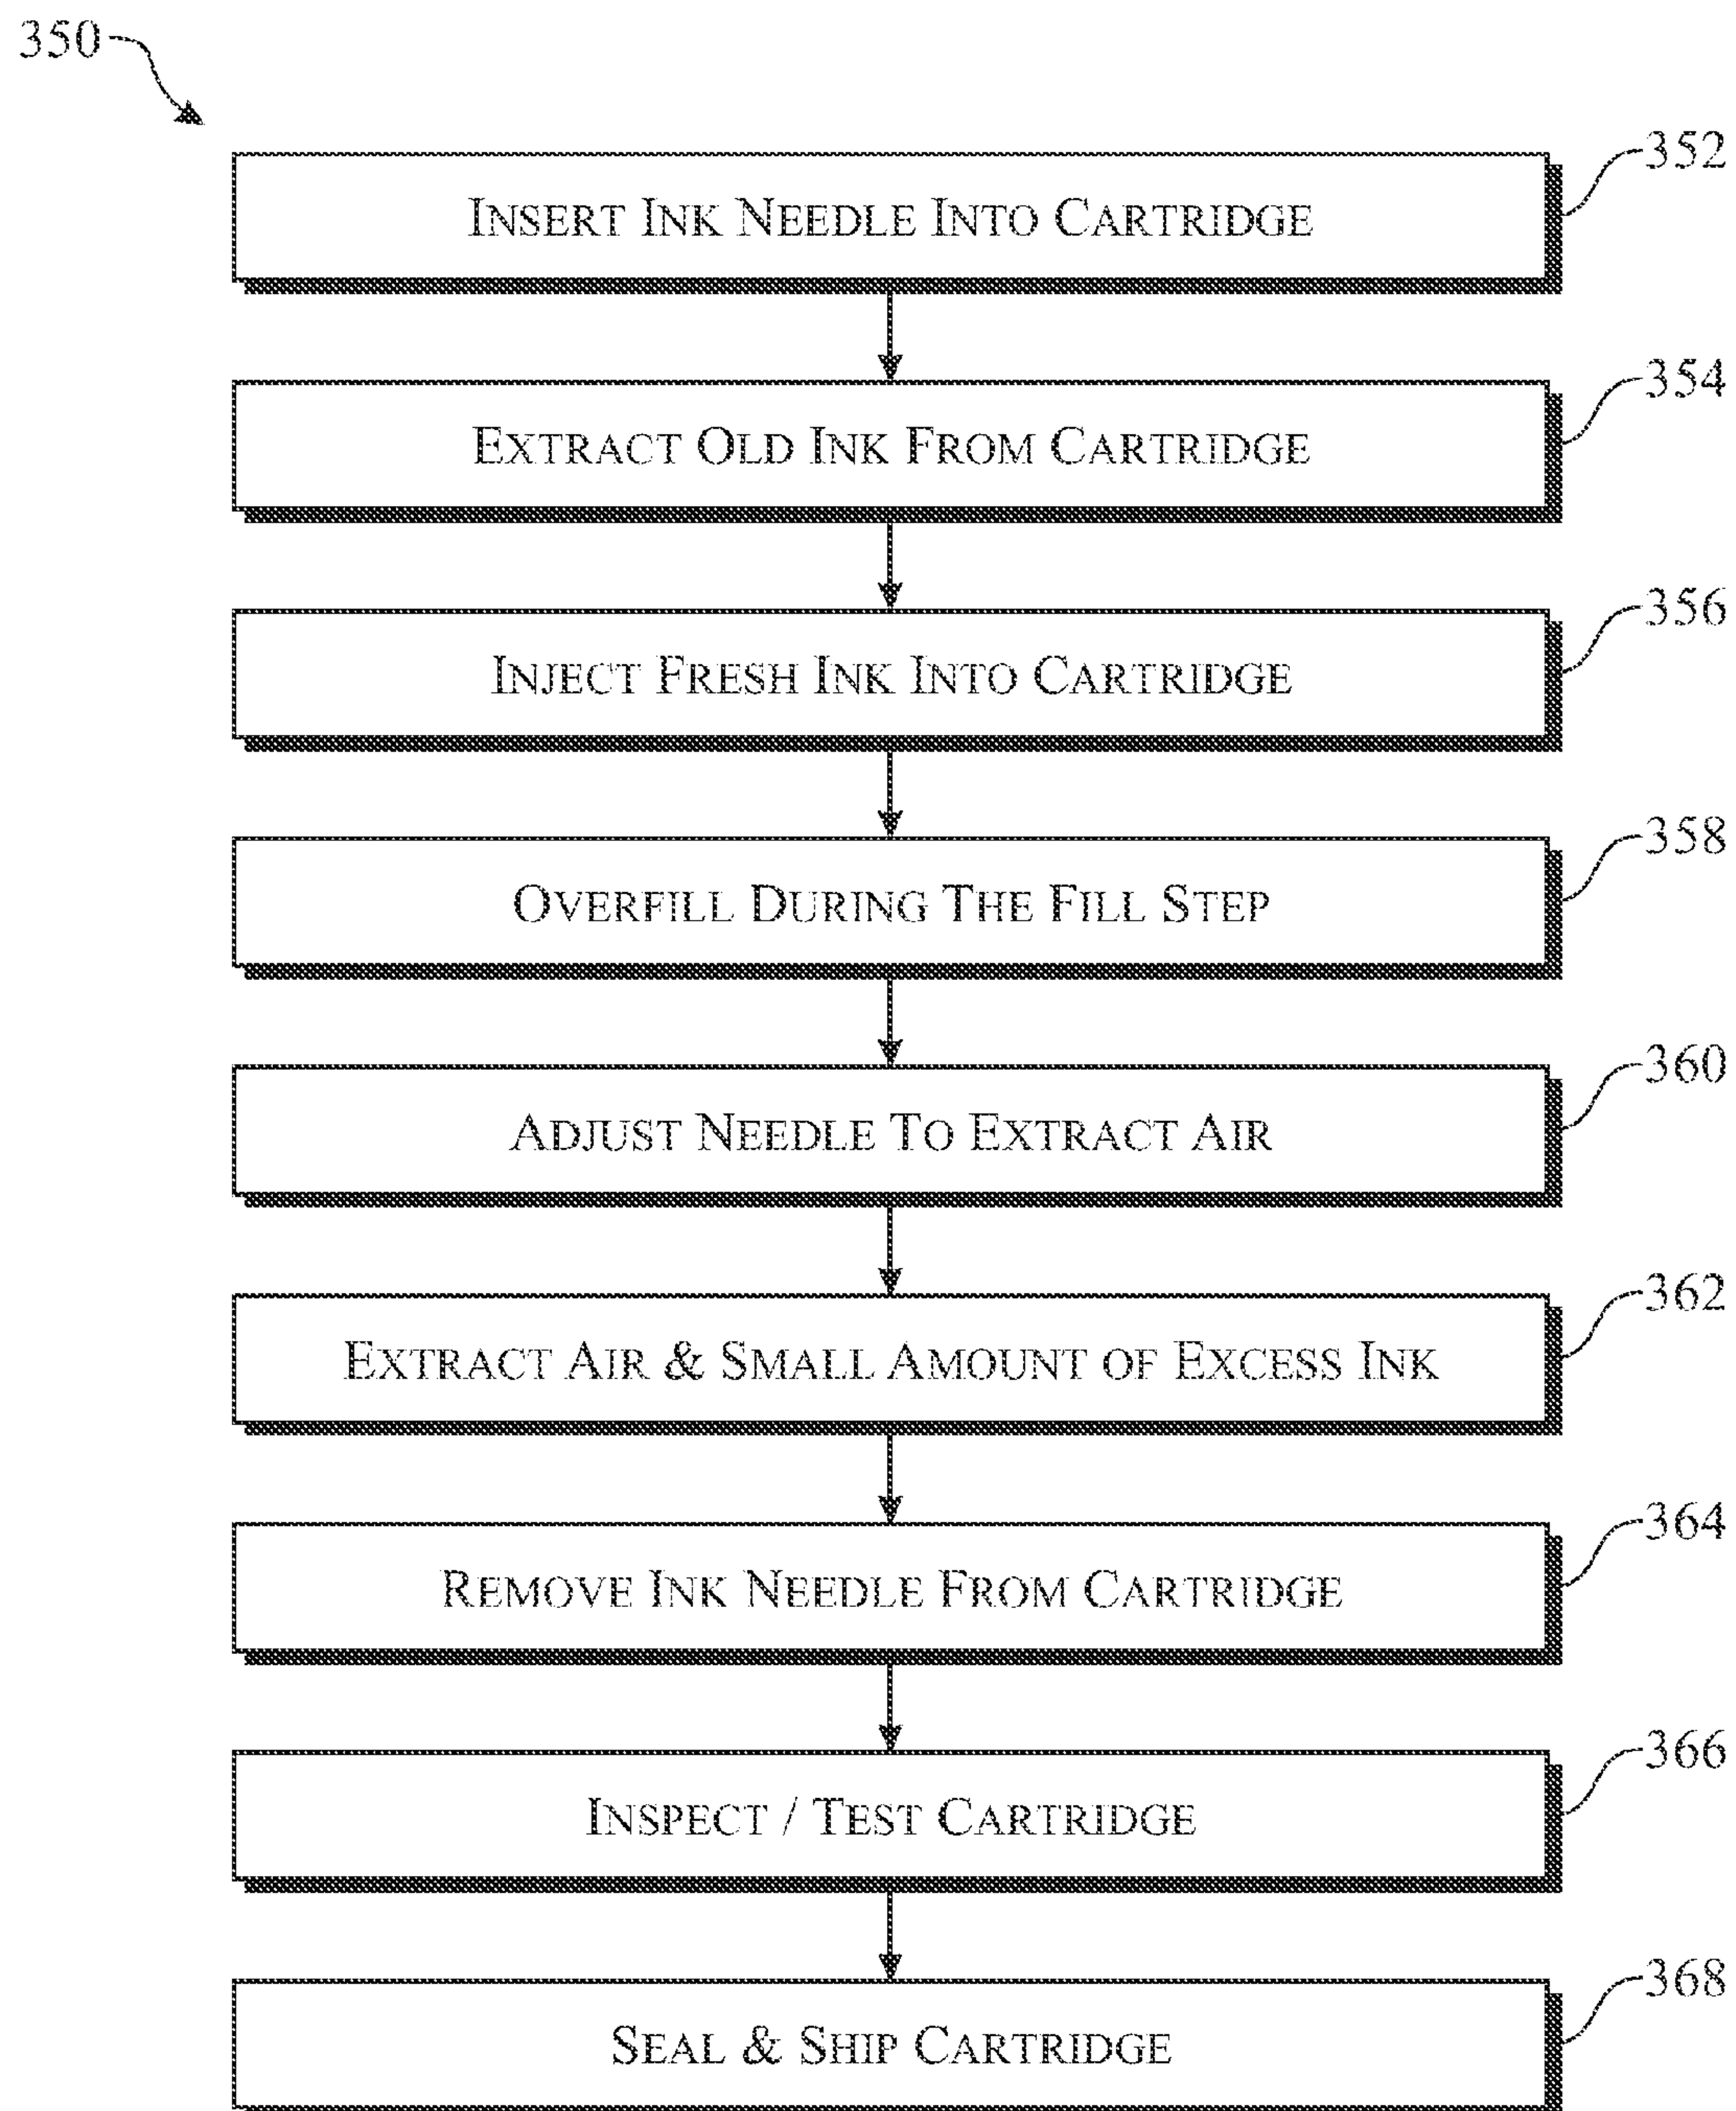 350
352
INSERT INK NEEDLE INTO CARTRIDGE
354
EXTRACT OLD INK FROM CARTRIDGE
356
INJECT FRESH INK INTO CARTRIDGE
358
OVERFILL DURING THE FILL STEP
360
ADJUST NEEDLE TO EXTRACT AIR
362
EXTRACT AIR & SMALL AMOUNT OF EXCESS INK
364
REMOVE INK NEEDLE FROM CARTRIDGE
366
INSPECT / TEST CARTRIDGE
368
SEAL & SHIP CARTRIDGE